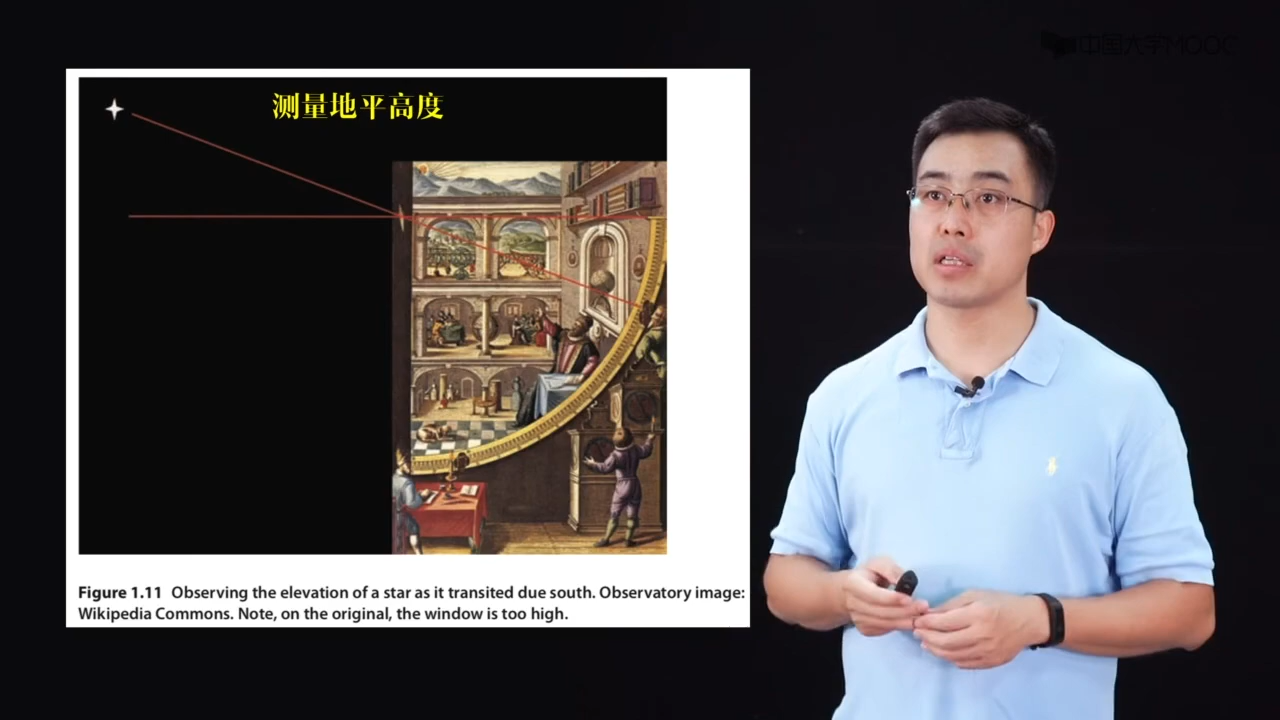 中国大学MOOC
测量地平高度
Figure 1.11 Observing the elevation of a star as it transited due south. Observatory image:
Wikipedia Commons. Note, on the original, the window is too high.